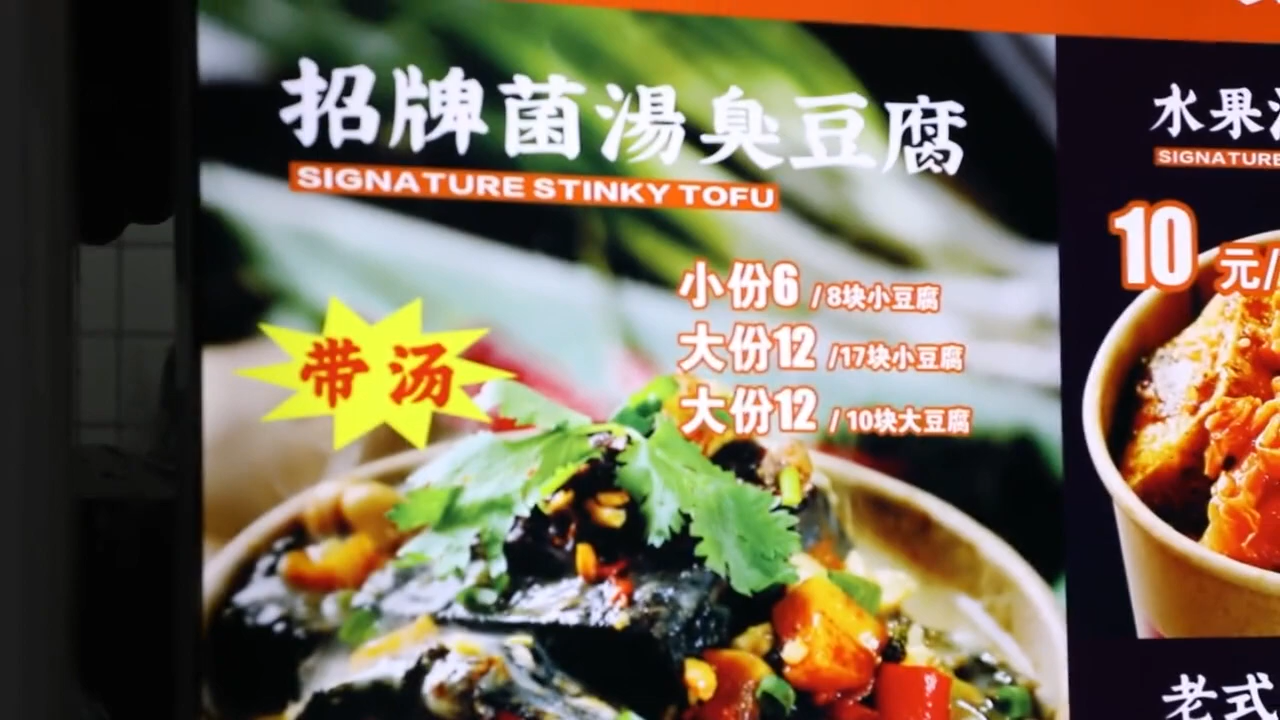 招牌菌湯臭豆腐
SIGNATURE STINKY TOFU
小份6 /8块小豆腐
大份12 /17块小豆腐
大份12 /10块大豆腐
带汤
水果
SIGNATURE
10元/
老式